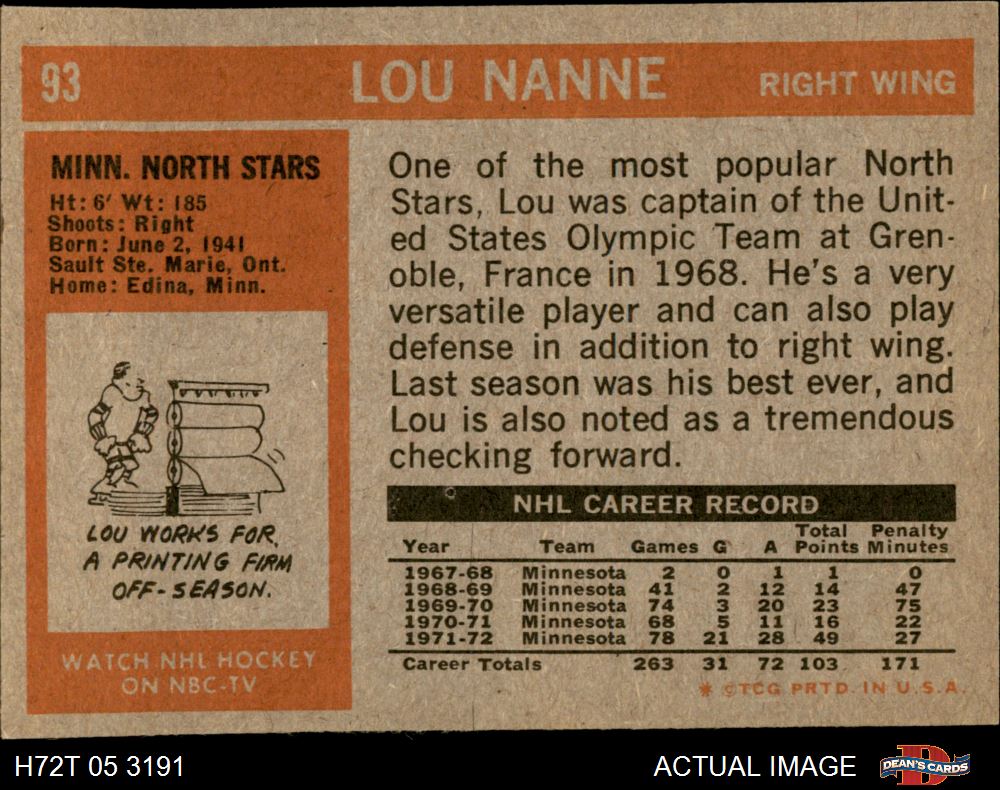 93 LOU NANNE RIGHT WING
MINN. NORTH STARS
Ht: 6' Wt: 185
Shoots: Right
Born: June 2, 1941
Sault Ste. Marie, Ont.
Home: Edina, Minn.
LOU WORKS FOR
A PRINTING FIRM
OFF-SEASON.
WATCH NHL HOCKEY
ON NBC-TV
One of the most popular North
Stars, Lou was captain of the Unit-
ed States Olympic Team at Gren-
oble, France in 1968. He's a very
versatile player and can also play
defense in addition to right wing.
Last season was his best ever, and
Lou is also noted as a tremendous
checking forward.
NHL CAREER RECORD
Year Team Games G A Total Points Penalty Minutes
1967-68 Minnesota 2 0 1 1 0
1968-69 Minnesota 41 2 12 14 47
1969-70 Minnesota 74 3 20 23 75
1970-71 Minnesota 68 5 11 16 22
1971-72 Minnesota 78 21 28 49 27
Career Totals 263 31 72 103 171
* ©TCG PRTD. IN U.S.A.
H72T 05 3191 ACTUAL IMAGE D DEAN'S CARDS